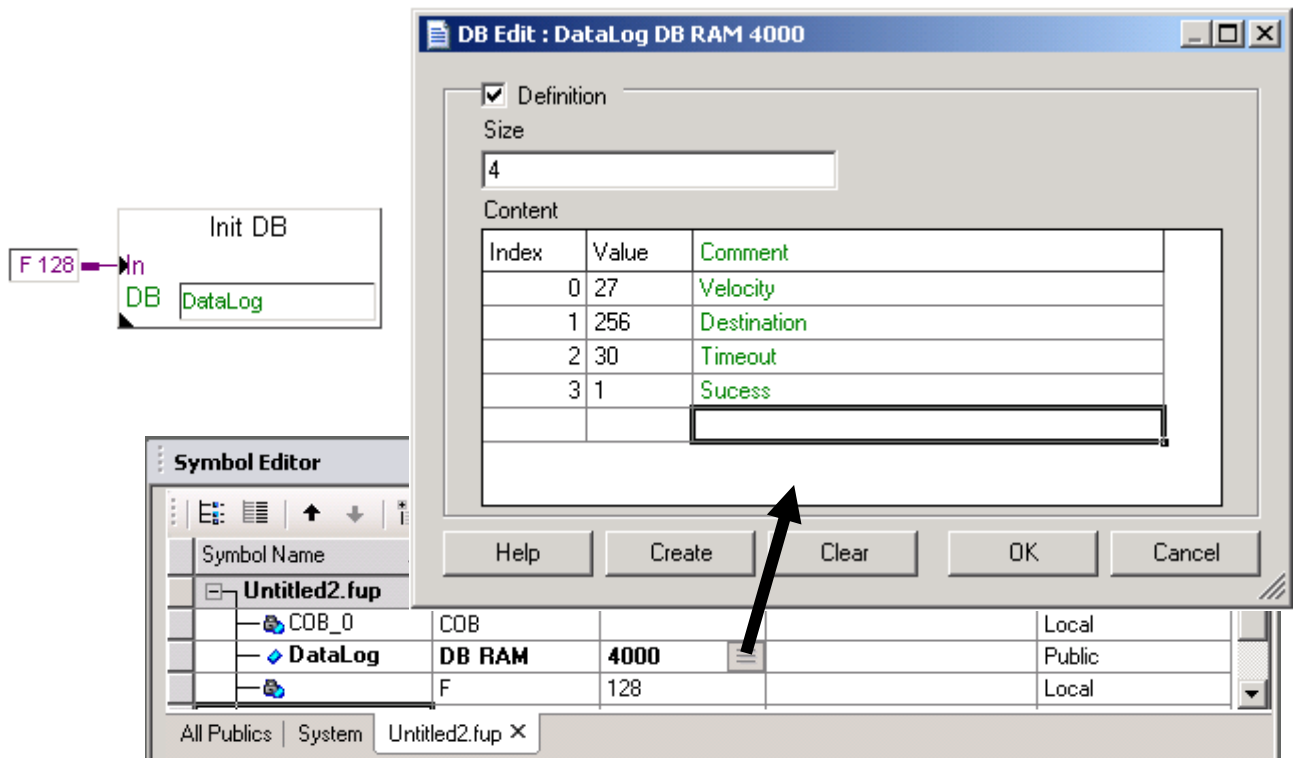 DB Edit : DataLog DB RAM 4000
Definition
Size
4
Content
Index Value Comment
0 27 Velocity
1 256 Destination
2 30 Timeout
3 1 Sucess
Help Create Clear OK Cancel
Init DB
F 128 In
DB DataLog
Symbol Editor
Symbol Name
Untitled2.fup
COB_0 COB Local
DataLog DB RAM 4000 Public
F 128 Local
All Publics System Untitled2.fup